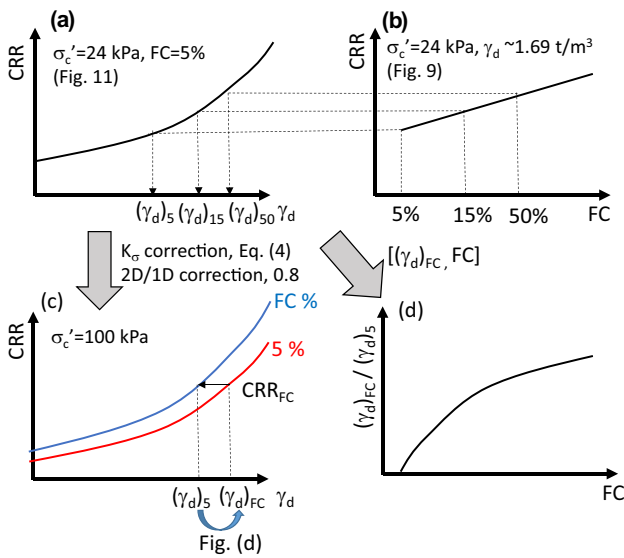 (a)
CRR
σc’=24 kPa, FC=5%
(Fig. 11)
(γd)5 (γd)15 (γd)50 γd
(b)
CRR
σc’=24 kPa, γd ~1.69 t/m³
(Fig. 9)
5% 15% 50% FC
Kσ correction, Eq. (4)
2D/1D correction, 0.8
[(γd)FC, FC]
(c)
CRR
σc’=100 kPa
FC %
5 %
CRRFC
(γd)5 (γd)FC γd
Fig. (d)
(d)
(γd)FC / (γd)5
FC